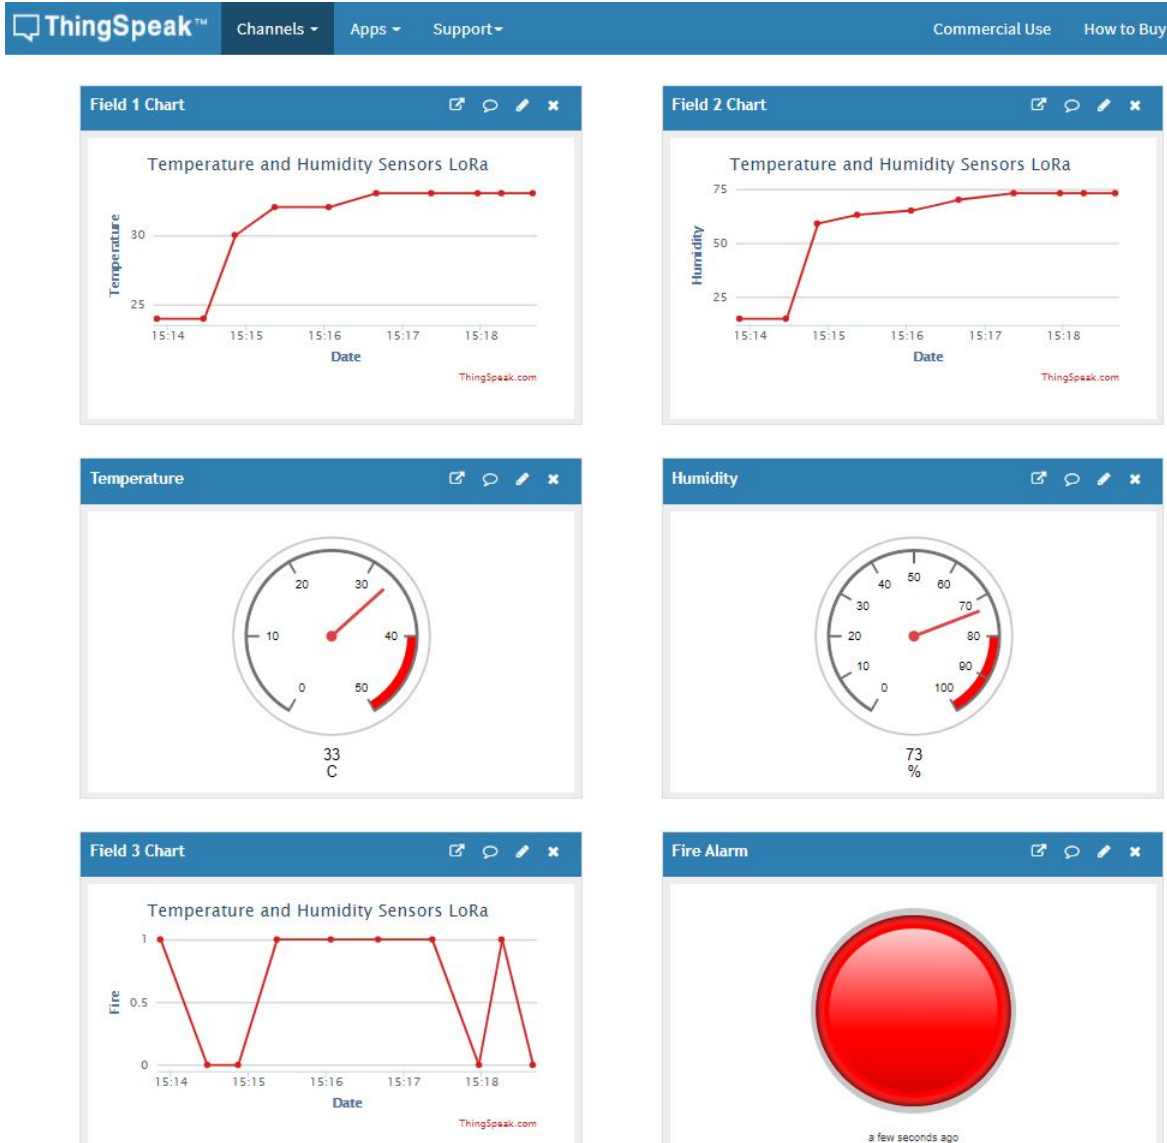 ThingSpeak™ Channels Apps Support Commercial Use How to Buy
Field 1 Chart
Temperature and Humidity Sensors LoRa
Temperature
30
25
15:14 15:15 15:16 15:17 15:18
Date
ThingSpeak.com
Field 2 Chart
Temperature and Humidity Sensors LoRa
Humidity
75
50
25
15:14 15:15 15:16 15:17 15:18
Date
ThingSpeak.com
Temperature
0 10 20 30 40 50
33
C
Humidity
0 10 20 30 40 50 60 70 80 90 100
73
%
Field 3 Chart
Temperature and Humidity Sensors LoRa
Fire
1
0.5
0
15:14 15:15 15:16 15:17 15:18
Date
ThingSpeak.com
Fire Alarm
a few seconds ago